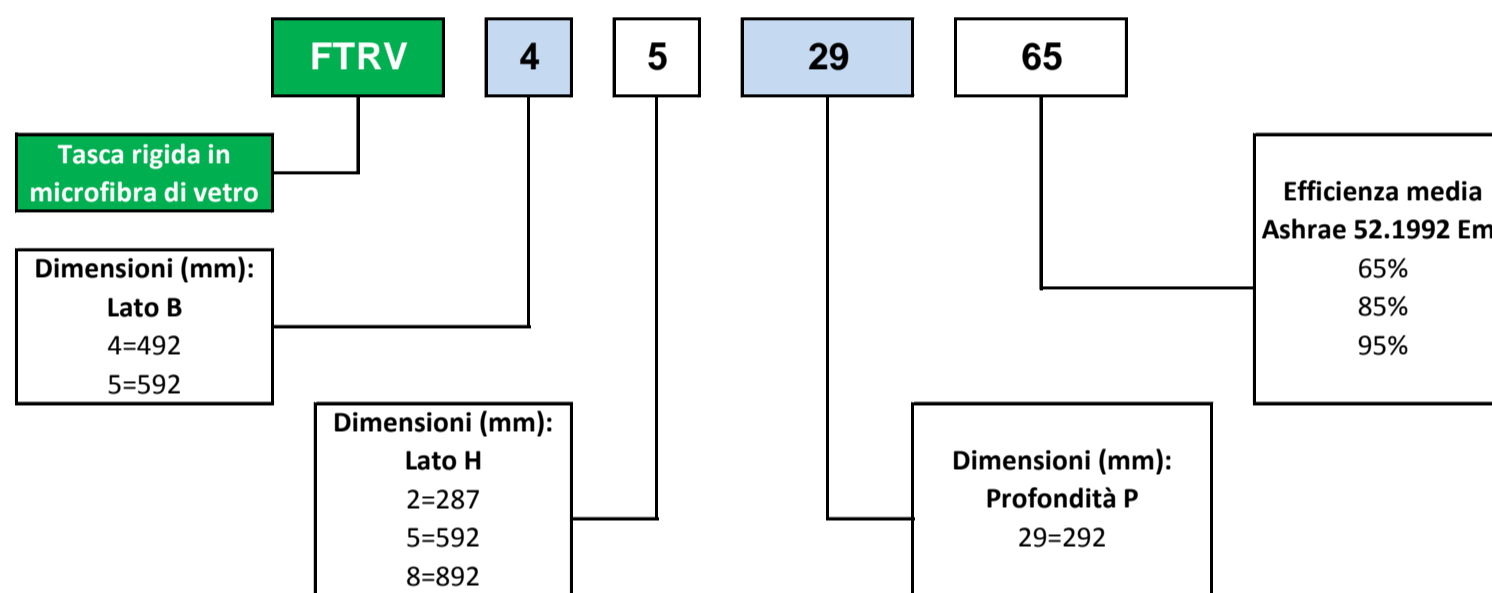 FTRV 4 5 29 65
Tasca rigida in
microfibra di vetro
Dimensioni (mm):
Lato B
4=492
5=592
Dimensioni (mm):
Lato H
2=287
5=592
8=892
Dimensioni (mm):
Profondità P
29=292
Efficienza media
Ashrae 52.1992 Em
65%
85%
95%